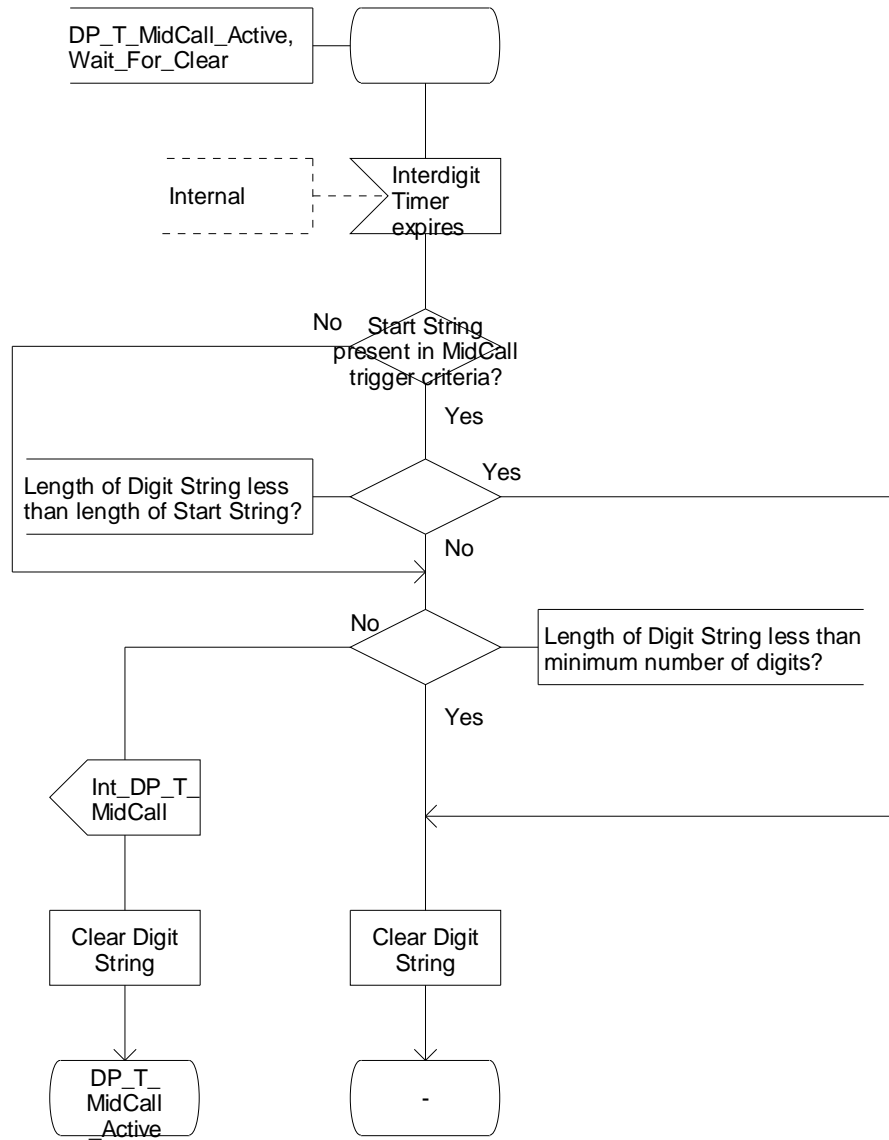 DP_T_MidCall_Active,
Wait_For_Clear
Internal
Interdigit
Timer
expires
No
Start String
present in MidCall
trigger criteria?
Yes
Length of Digit String less
than length of Start String?
Yes
No
No
Length of Digit String less than
minimum number of digits?
Yes
Int_DP_T_
MidCall
Clear Digit
String
Clear Digit
String
DP_T_
MidCall
_Active
-